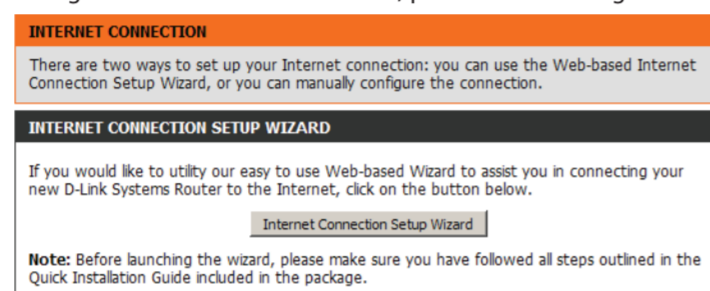 INTERNET CONNECTION
There are two ways to set up your Internet connection: you can use the Web-based Internet
Connection Setup Wizard, or you can manually configure the connection.
INTERNET CONNECTION SETUP WIZARD
If you would like to utility our easy to use Web-based Wizard to assist you in connecting your
new D-Link Systems Router to the Internet, click on the button below.
Internet Connection Setup Wizard
Note: Before launching the wizard, please make sure you have followed all steps outlined in the
Quick Installation Guide included in the package.